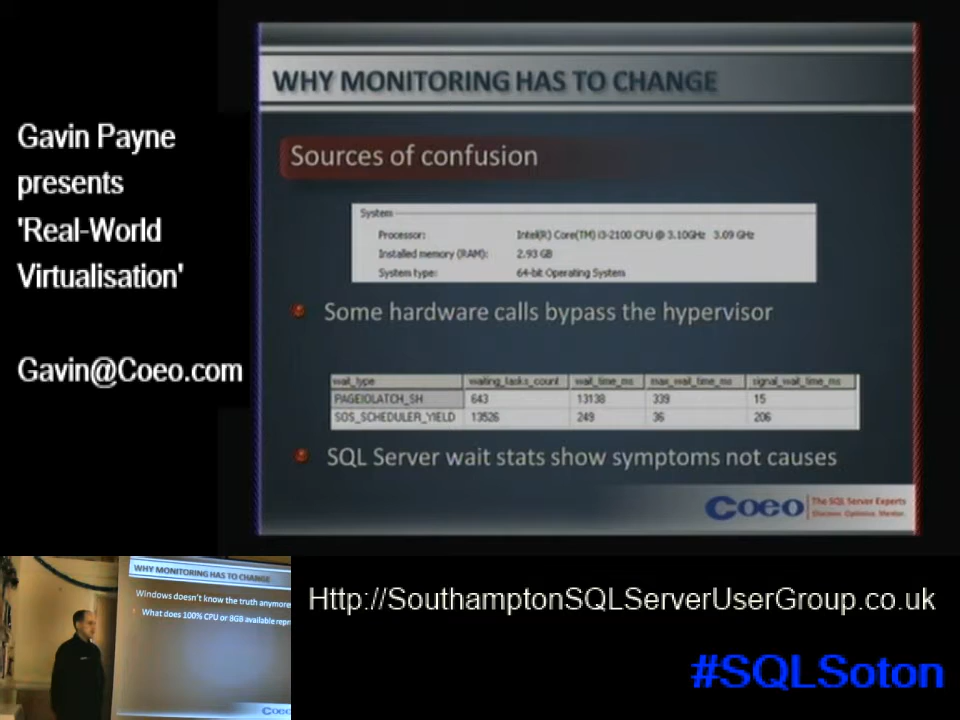 Gavin Payne
presents
'Real-World
Virtualisation'
Gavin@Coeo.com
WHY MONITORING HAS TO CHANGE
Sources of confusion
System
Processor: Intel(R) Core(TM) i3-2100 CPU @ 3.10GHz 3.09 GHz
Installed memory (RAM): 2.93 GB
System type: 64-bit Operating System
Some hardware calls bypass the hypervisor
wait_type waiting_tasks_count wait_time_ms max_wait_time_ms signal_wait_time_ms
PAGEIOLATCH_SH 643 13138 339 15
SOS_SCHEDULER_YIELD 13526 249 36 206
SQL Server wait stats show symptoms not causes
Coeo The SQL Server Experts
Discover. Optimise. Mentor.
WHY MONITORING HAS TO CHANGE
Windows doesn't know the truth anymore
What does 100% CPU or 8GB available repr
Coeo
Http://SouthamptonSQLServerUserGroup.co.uk
#SQLSoton